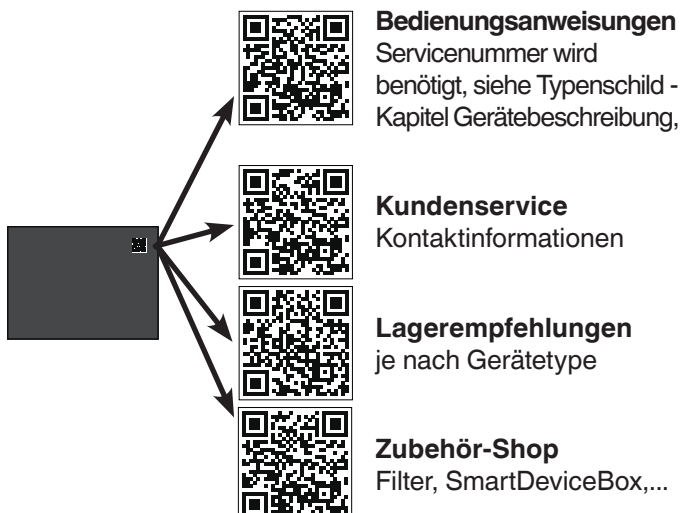 Bedienungsanweisungen
Servicenummer wird
benötigt, siehe Typenschild -
Kapitel Gerätebeschreibung,
Kundenservice
Kontaktinformationen
Lagerempfehlungen
je nach Gerätetype
Zubehör-Shop
Filter, SmartDeviceBox,...